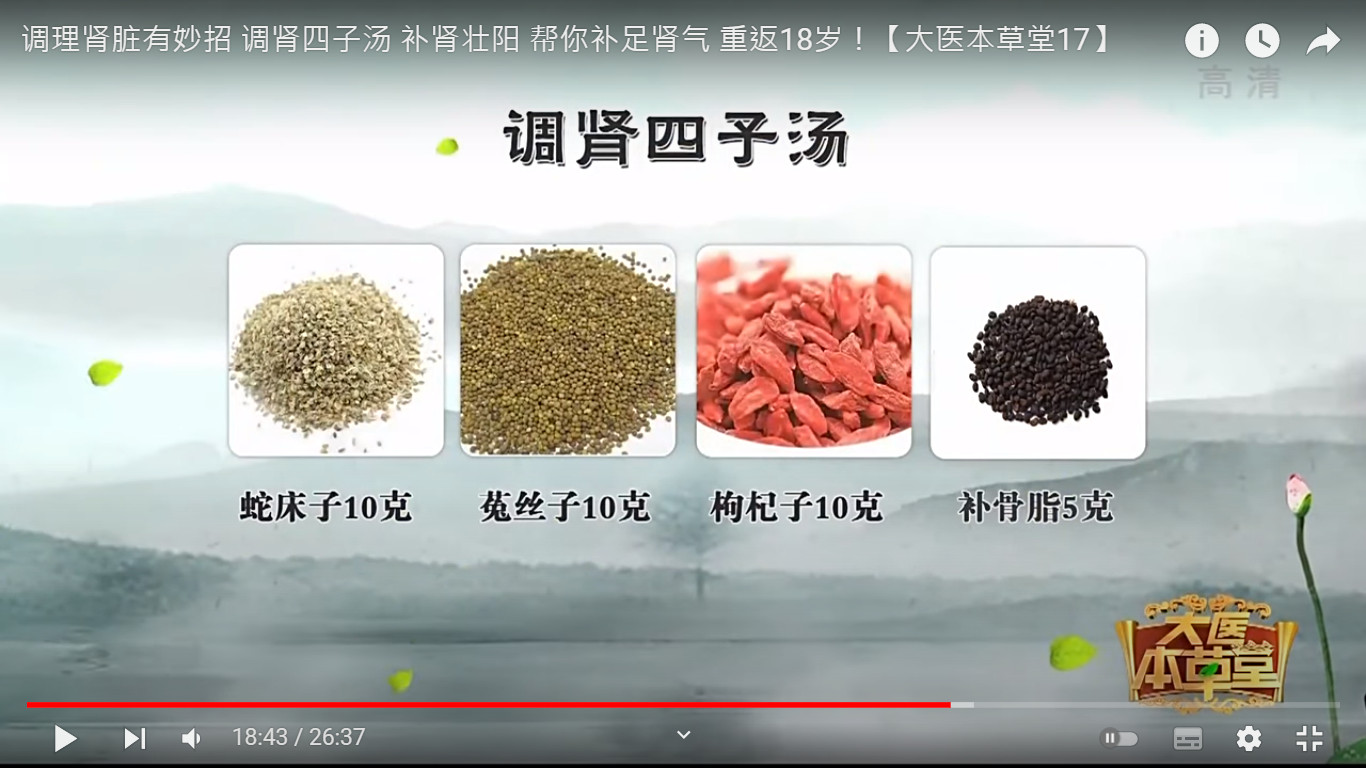 调理肾脏有妙招 调肾四子汤 补肾壮阳 帮你补足肾气 重返18岁！【大医本草堂17】
高清
调肾四子汤
蛇床子10克 菟丝子10克 枸杞子10克 补骨脂5克
大医
本草堂
18:43 / 26:37